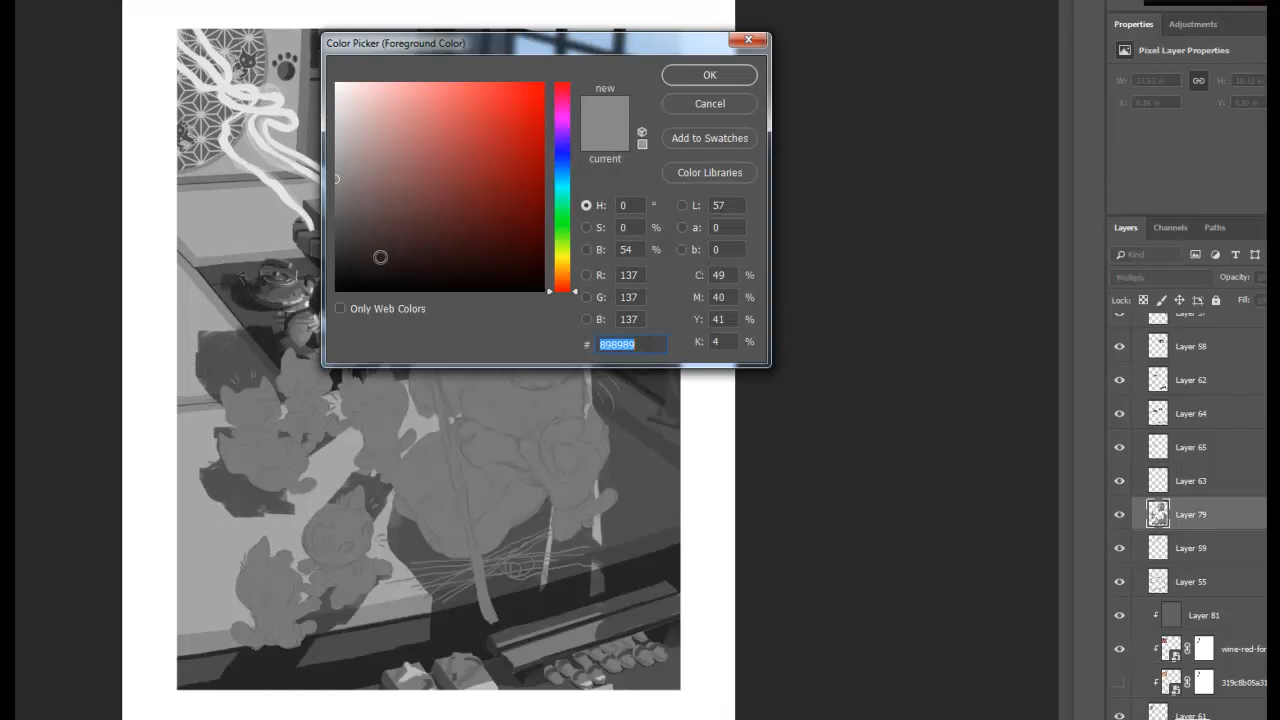 Color Picker (Foreground Color)
new
current
OK
Cancel
Add to Swatches
Color Libraries
H: 0 °
S: 0 %
B: 54 %
R: 137
G: 137
B: 137
# 898989
L: 57
a: 0
b: 0
C: 49 %
M: 40 %
Y: 41 %
K: 4 %
Only Web Colors
Properties Adjustments
Pixel Layer Properties
W: H:
X: Y:
Layers Channels Paths
Kind
Multiply Opacity:
Lock: Fill:
Layer 58
Layer 62
Layer 64
Layer 65
Layer 63
Layer 79
Layer 59
Layer 55
Layer 81
wine-red-for
319c8b05a31
Layer 61